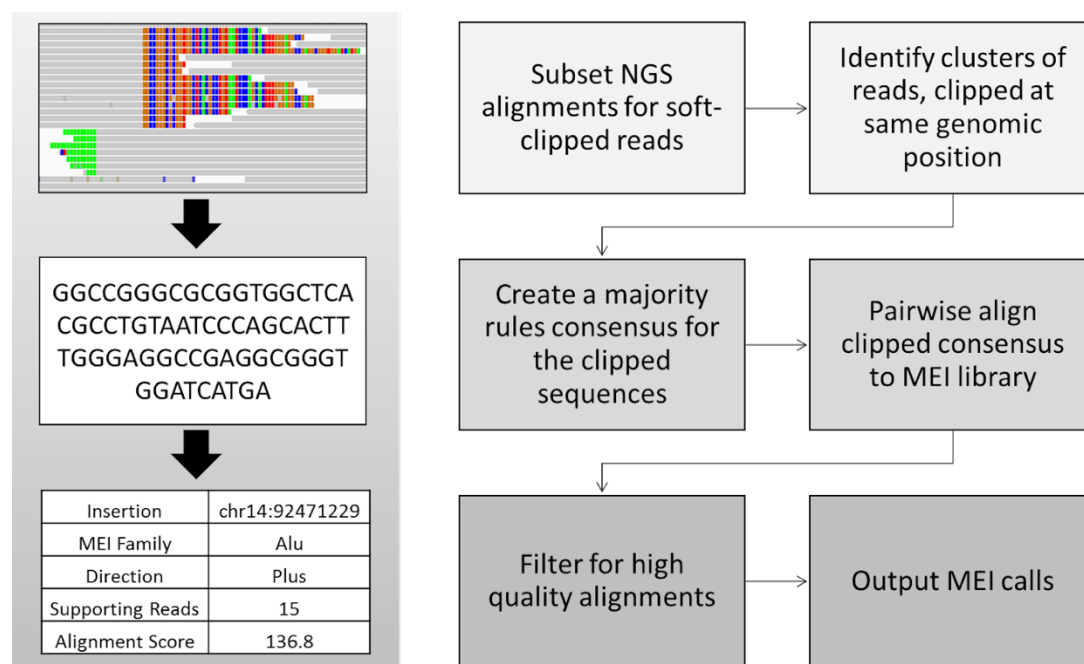 GGCCGGGCGCGGTGGCTCA
CGCCTGTAATCCCAGCACTT
TGGGAGGCCGAGGCGGGT
GGATCATGA
Insertion chr14:92471229
MEI Family Alu
Direction Plus
Supporting Reads 15
Alignment Score 136.8
Subset NGS
alignments for soft-
clipped reads
Identify clusters of
reads, clipped at
same genomic
position
Create a majority
rules consensus for
the clipped
sequences
Pairwise align
clipped consensus
to MEI library
Filter for high
quality alignments
Output MEI calls